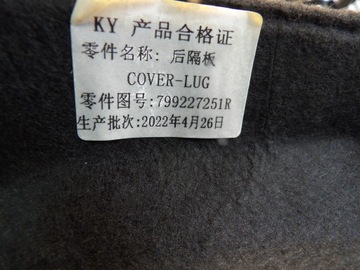 KY 产品合格证
零件名称: 后隔板
COVER-LUG
零件图号:799227251R
生产批次:2022年4月26日